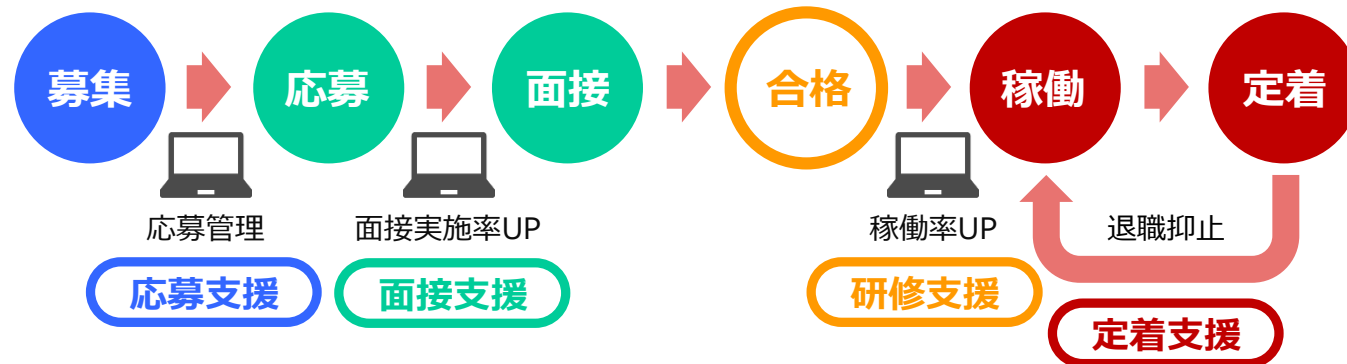 募集
応募
面接
合格
稼働
定着
応募管理
面接実施率UP
稼働率UP
退職抑止
応募支援
面接支援
研修支援
定着支援